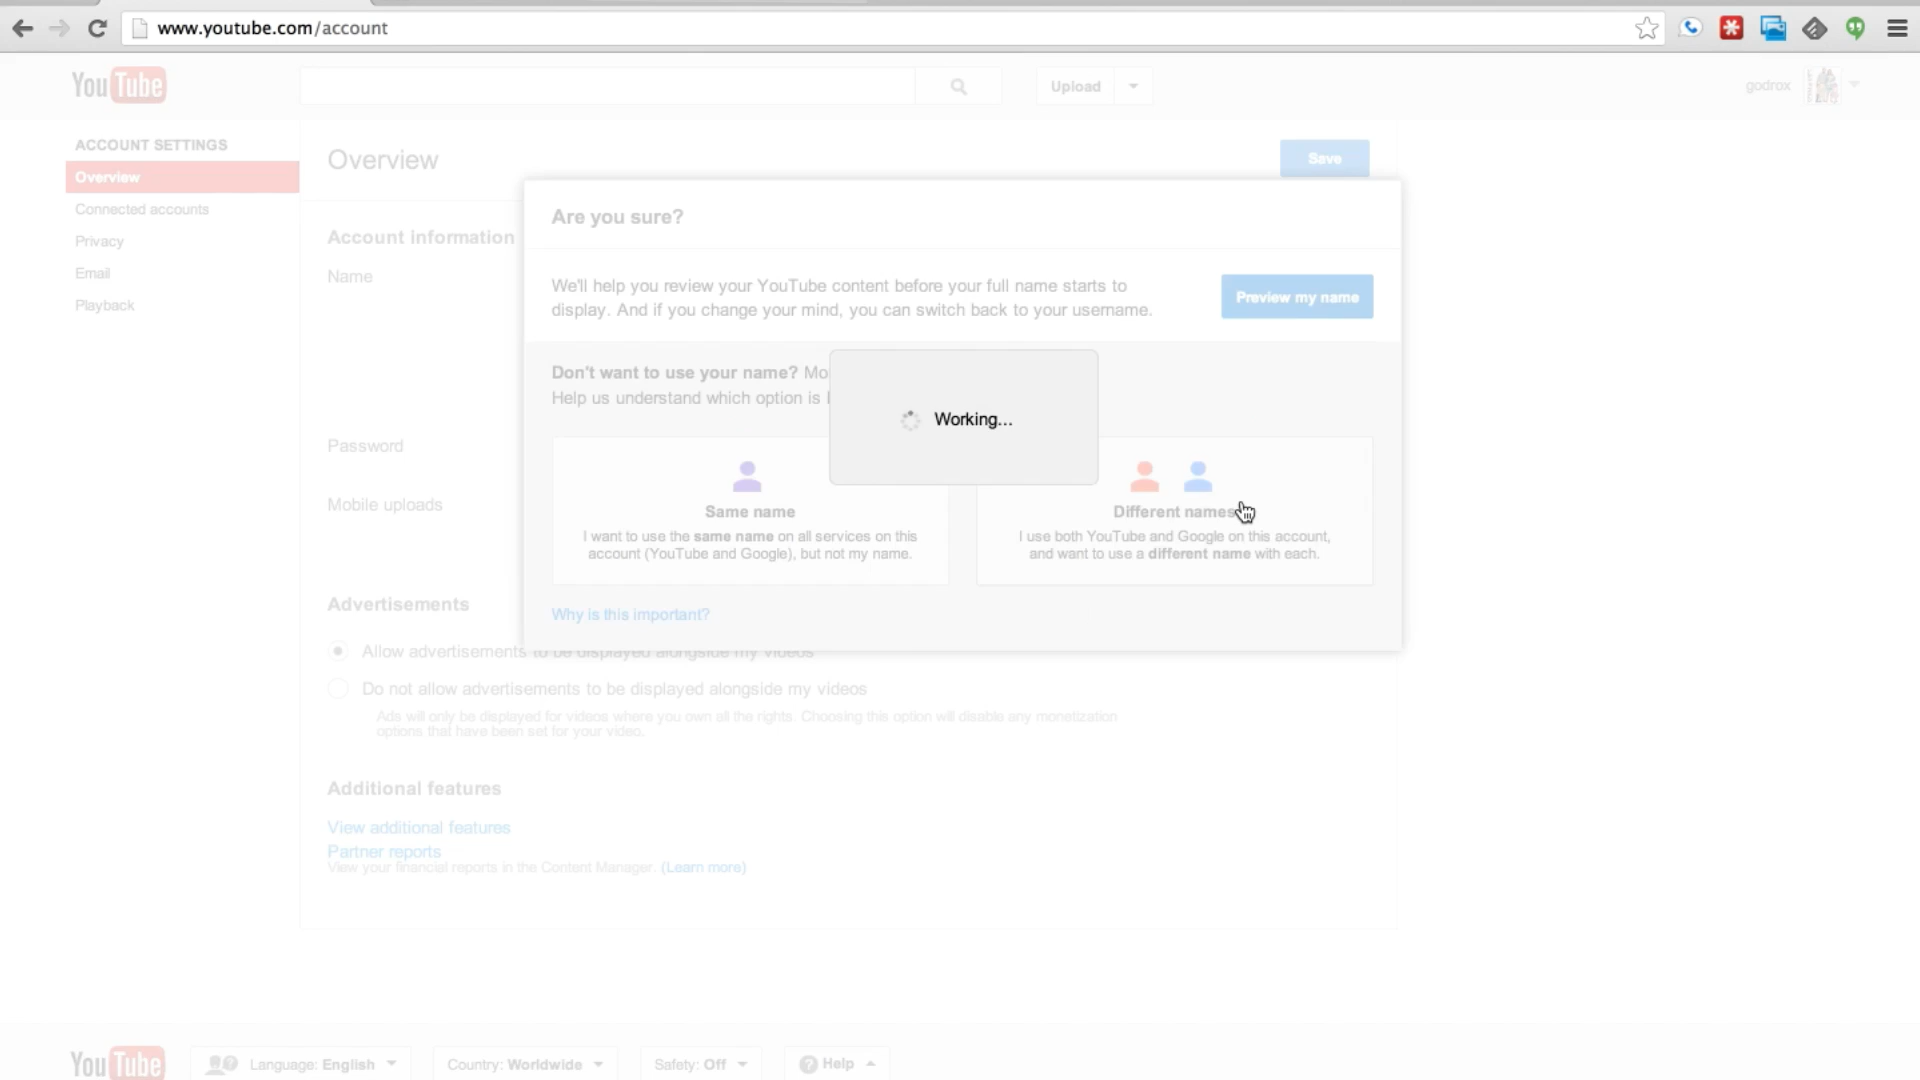 www.youtube.com/account
YouTube
Upload
godrox
ACCOUNT SETTINGS
Overview
Connected accounts
Privacy
Email
Playback
Overview
Save
Account information
Name
Password
Mobile uploads
Are you sure?
We'll help you review your YouTube content before your full name starts to
display. And if you change your mind, you can switch back to your username.
Preview my name
Don't want to use your name? Mo
Help us understand which option is
Working...
Same name
I want to use the same name on all services on this
account (YouTube and Google), but not my name.
Different names
I use both YouTube and Google on this account,
and want to use a different name with each.
Why is this important?
Advertisements
Allow advertisements to be displayed alongside my videos
Do not allow advertisements to be displayed alongside my videos
Ads will only be displayed for videos where you own all the rights. Choosing this option will disable any monetization
options that have been set for your video.
Additional features
View additional features
Partner reports
View your financial reports in the Content Manager. (Learn more)
YouTube
Language: English
Country: Worldwide
Safety: Off
Help